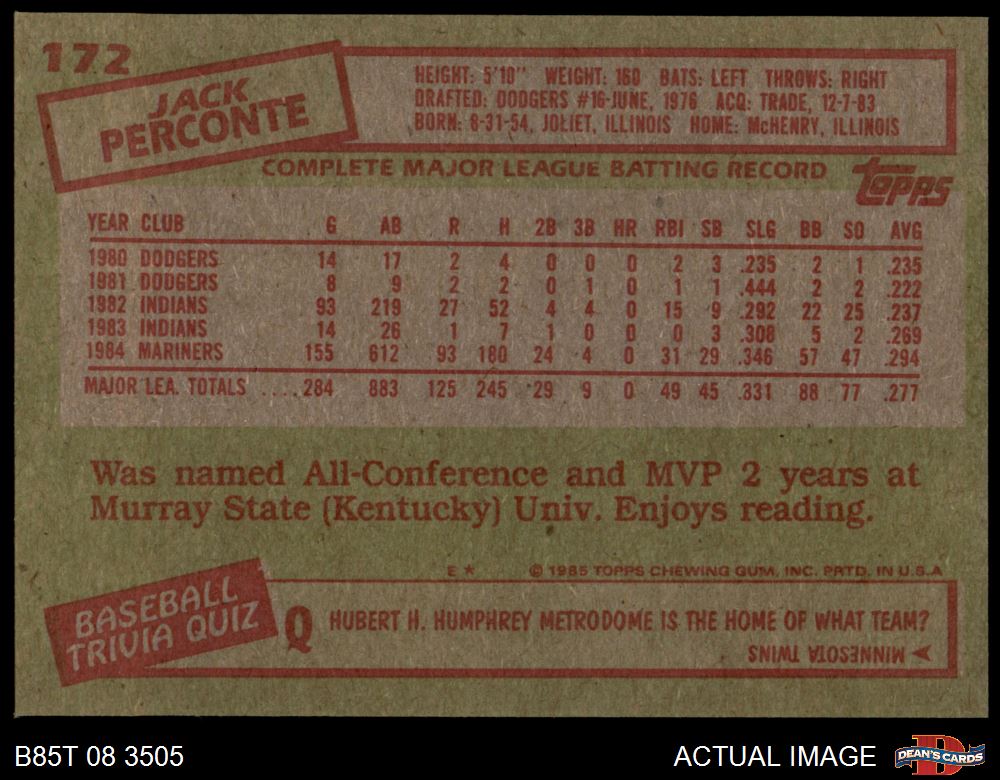 172
JACK
PERCONTE
HEIGHT: 5'10" WEIGHT: 160 BATS: LEFT THROWS: RIGHT
DRAFTED: DODGERS #16-JUNE, 1976 ACQ: TRADE, 12-7-83
BORN: 8-31-54, JOLIET, ILLINOIS HOME: McHENRY, ILLINOIS
COMPLETE MAJOR LEAGUE BATTING RECORD
TOPPS
YEAR CLUB G AB R H 2B 3B HR RBI SB SLG BB SO AVG
1980 DODGERS 14 17 2 4 0 0 0 2 3 .235 2 1 .235
1981 DODGERS 8 9 2 2 0 1 0 1 1 .444 2 2 .222
1982 INDIANS 93 219 27 52 4 4 0 15 9 .292 22 25 .237
1983 INDIANS 14 26 1 7 1 0 0 0 3 .308 5 2 .269
1984 MARINERS 155 612 93 180 24 4 0 31 29 .346 57 47 .294
MAJOR LEA. TOTALS ....284 883 125 245 29 9 0 49 45 .331 88 77 .277
Was named All-Conference and MVP 2 years at
Murray State (Kentucky) Univ. Enjoys reading.
E * © 1985 TOPPS CHEWING GUM, INC. PRTD. IN U.S.A
BASEBALL
TRIVIA QUIZ
Q HUBERT H. HUMPHREY METRODOME IS THE HOME OF WHAT TEAM?
MINNESOTA TWINS
B85T 08 3505
ACTUAL IMAGE
D
DEAN'S CARDS